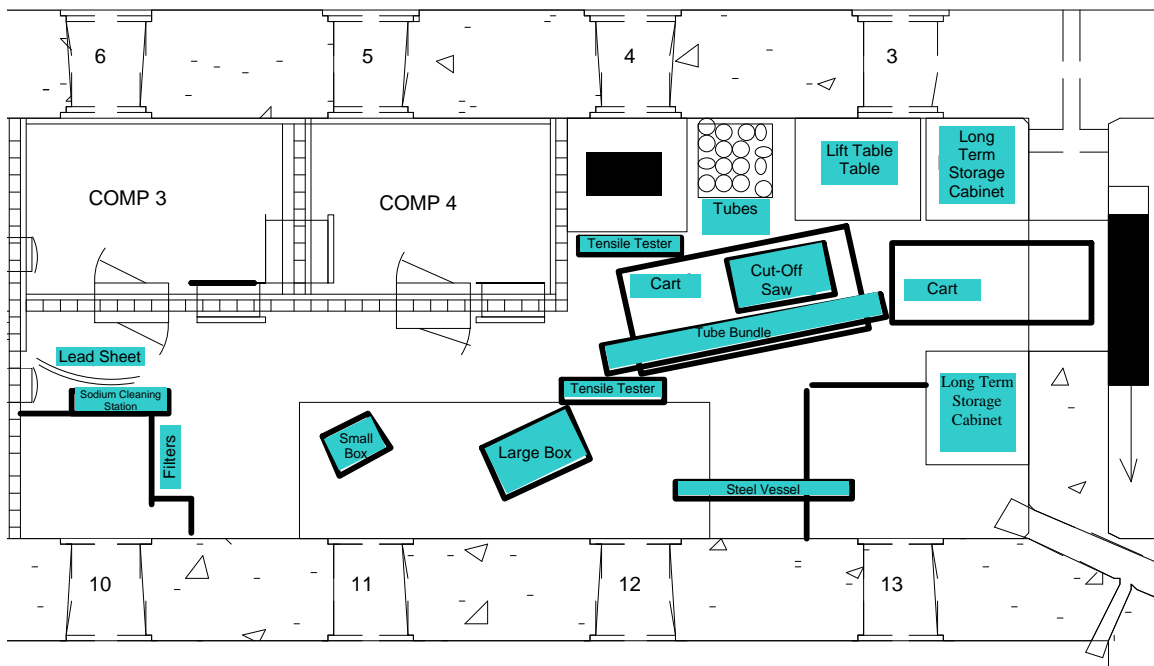 6
5
4
3
COMP 3
COMP 4
Tubes
Lift Table
Table
Long
Term
Storage
Cabinet
Tensile Tester
Cart
Cut-Off
Saw
Cart
Tube Bundle
Lead Sheet
Sodium Cleaning
Station
Filters
Small
Box
Large Box
Tensile Tester
Steel Vessel
Long Term
Storage
Cabinet
10
11
12
13